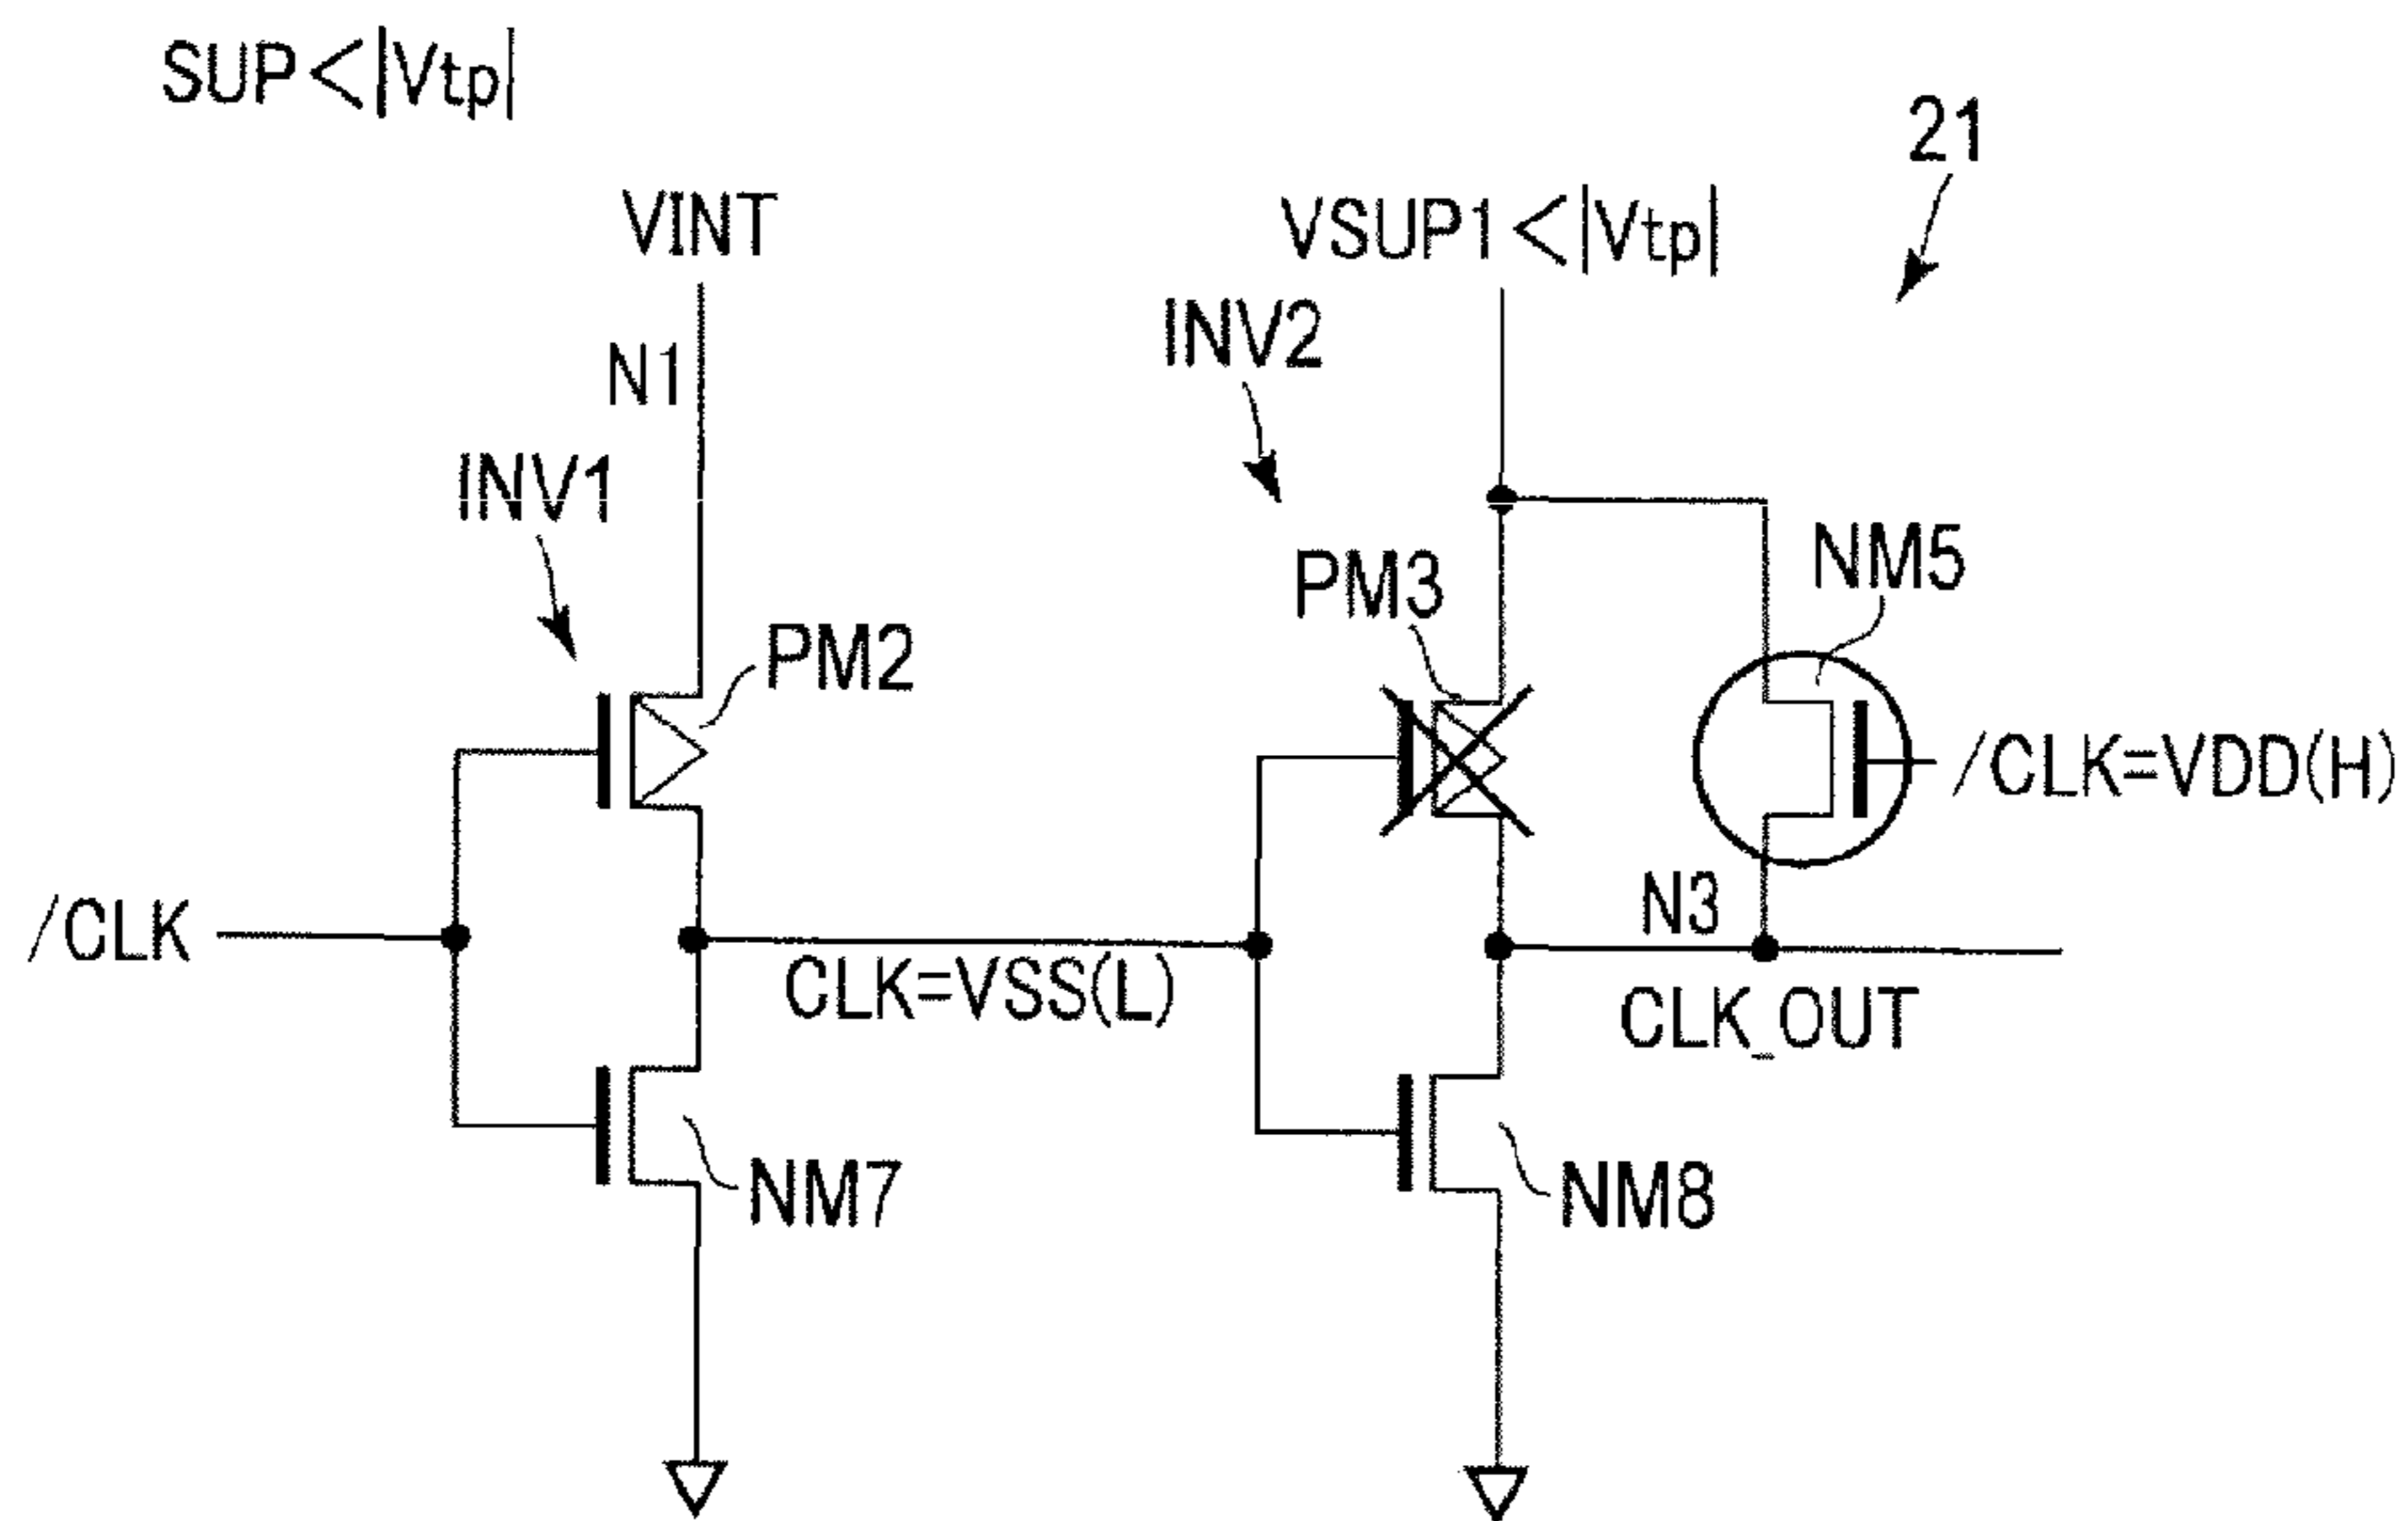 SUP<|Vtp|
21
VINT
VSUP1<|Vtp|
N1
INV2
INV1
NM5
PM3
PM2
/CLK=VDD(H)
/CLK
N3
CLK=VSS(L)
CLK_OUT
NM7
NM8